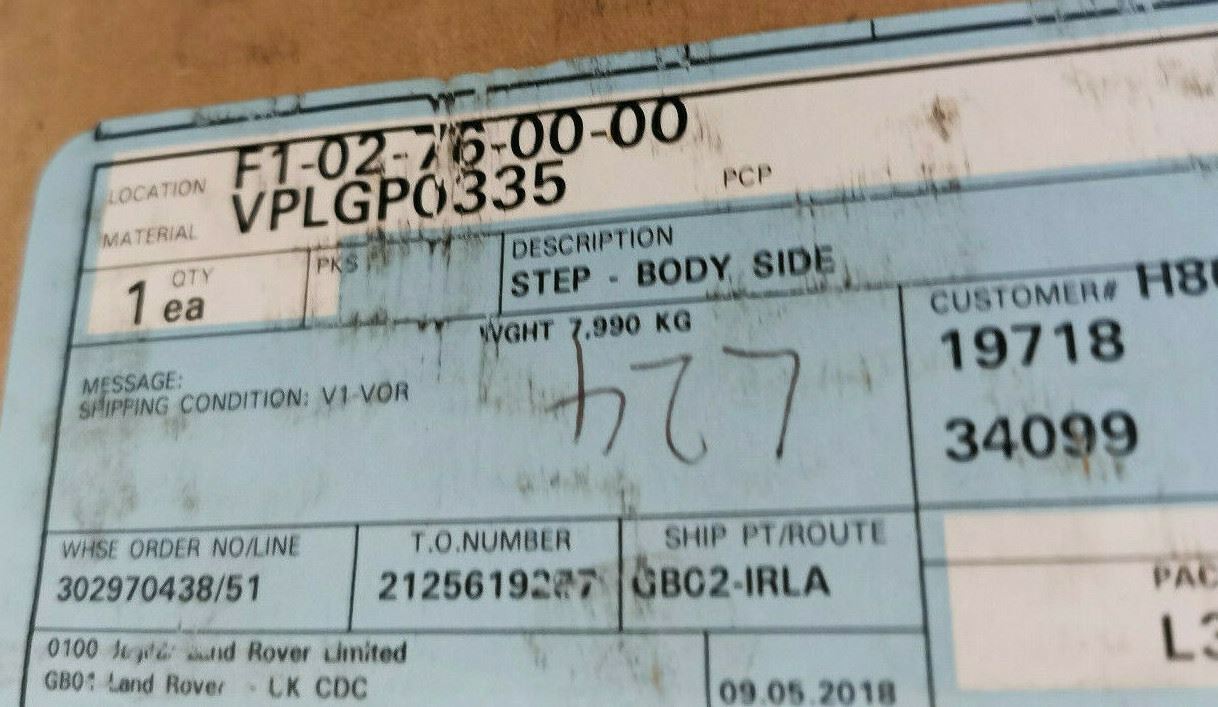 LOCATION F1-02-76-00-00
MATERIAL VPLGP0335 PCP
QTY
1 ea
PKS
DESCRIPTION
STEP - BODY SIDE
WGHT 7.990 KG
CUSTOMER#
19718
34099
MESSAGE:
SHIPPING CONDITION: V1-VOR
WHSE ORDER NO/LINE
302970438/51
T.O.NUMBER
SHIP PT/ROUTE
GBC2-IRLA
0100 Land Rover Limited
Land Rover - UK CDC
09.05.2018